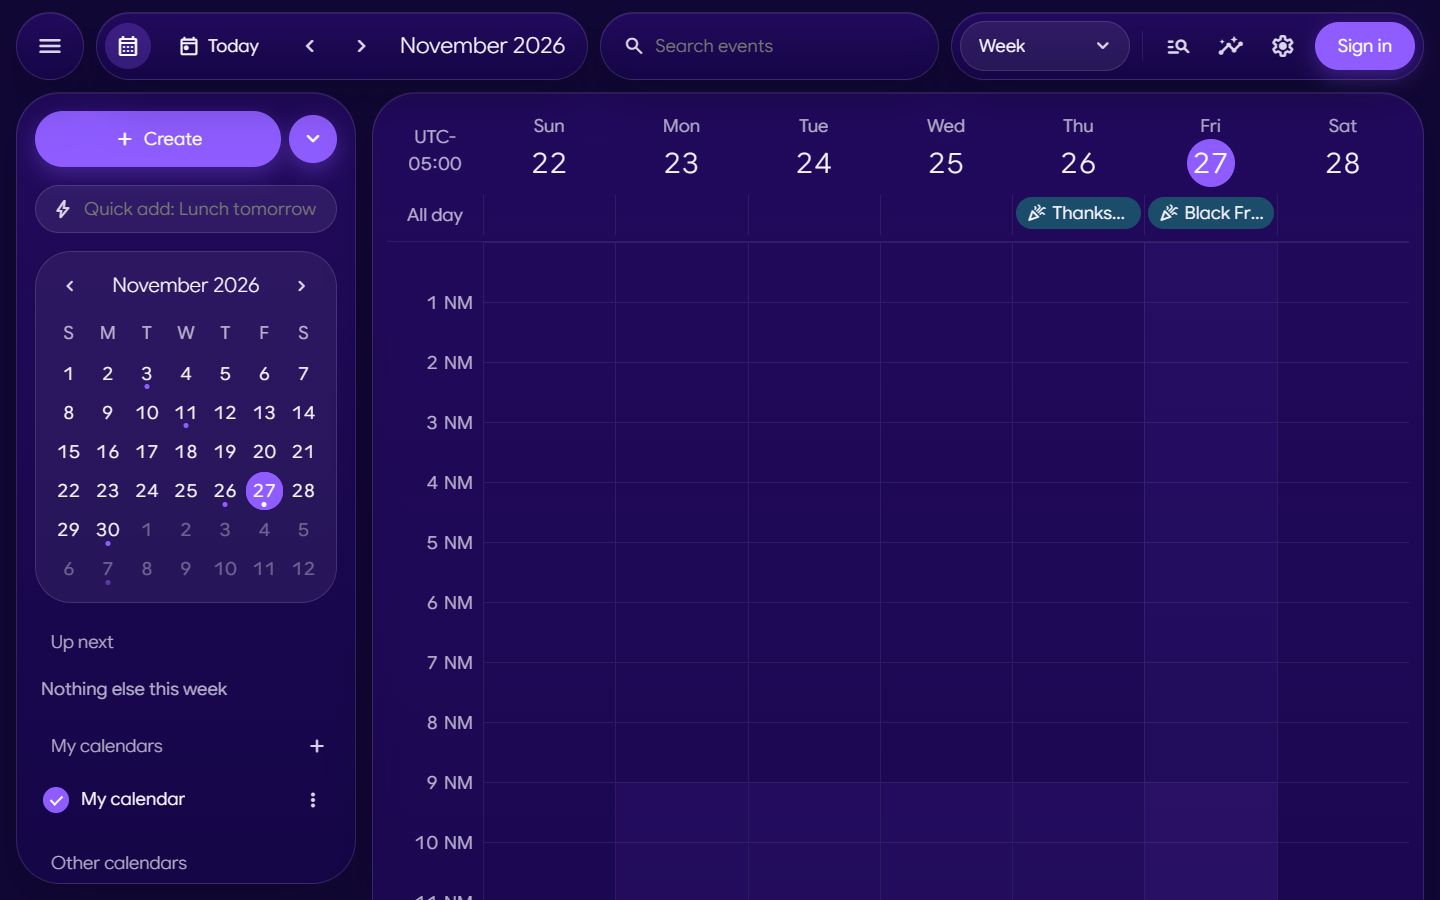 Today
November 2026
Search events
Week
Sign in
Create
Quick add: Lunch tomorrow
November 2026
S M T W T F S
1 2 3 4 5 6 7
8 9 10 11 12 13 14
15 16 17 18 19 20 21
22 23 24 25 26 27 28
29 30 1 2 3 4 5
6 7 8 9 10 11 12
Up next
Nothing else this week
My calendars
My calendar
Other calendars
UTC-
05:00
Sun Mon Tue Wed Thu Fri Sat
22 23 24 25 26 27 28
All day
Thanks...
Black Fr...
1 NM
2 NM
3 NM
4 NM
5 NM
6 NM
7 NM
8 NM
9 NM
10 NM
11 NM